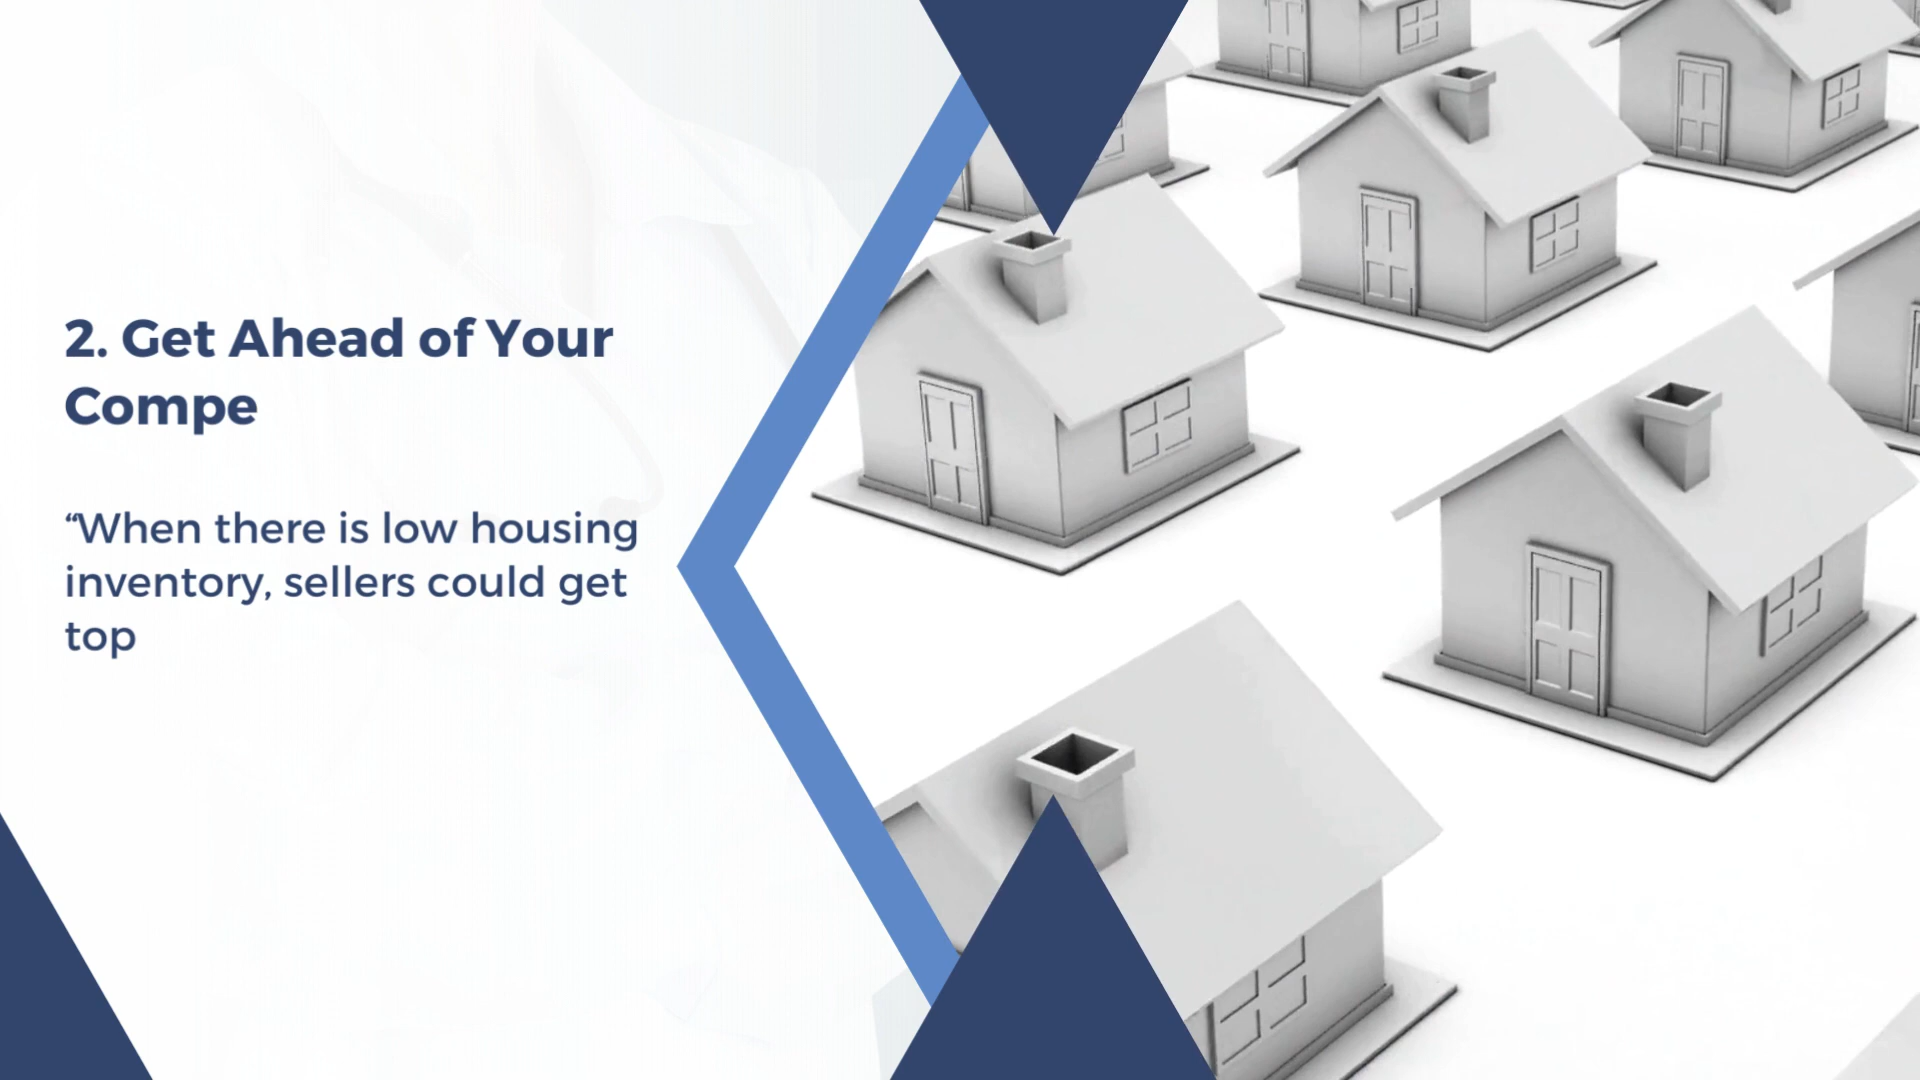 2. Get Ahead of Your
Compe
“When there is low housing
inventory, sellers could get
top